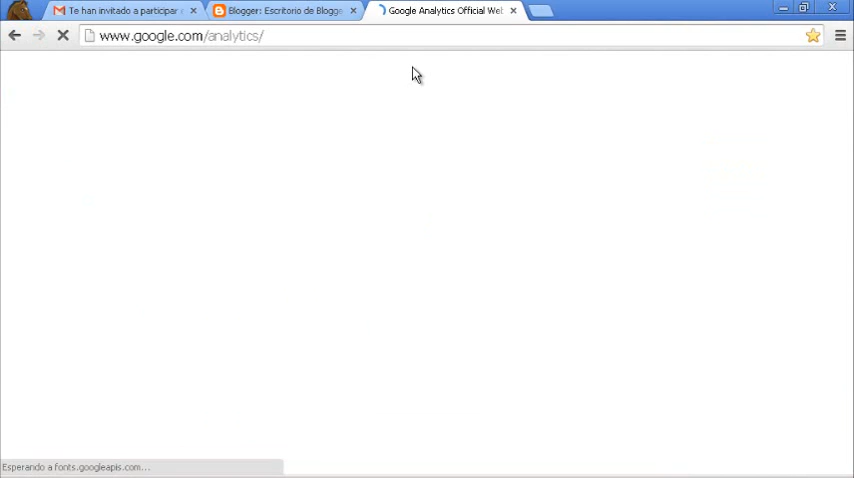 Te han invitado a participar
Blogger: Escritorio de Blogge
Google Analytics Official Web
www.google.com/analytics/
Esperando a fonts.googleapis.com...